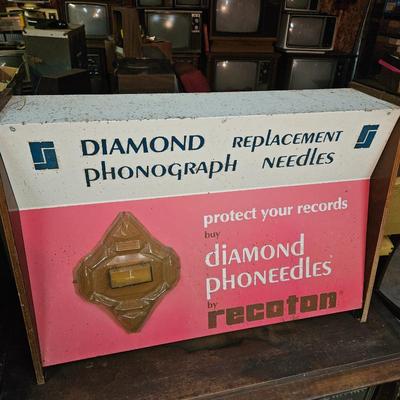 DIAMOND REPLACEMENT
phonograph needles
protect your records
buy
diamond
phoneedles
by
recoton